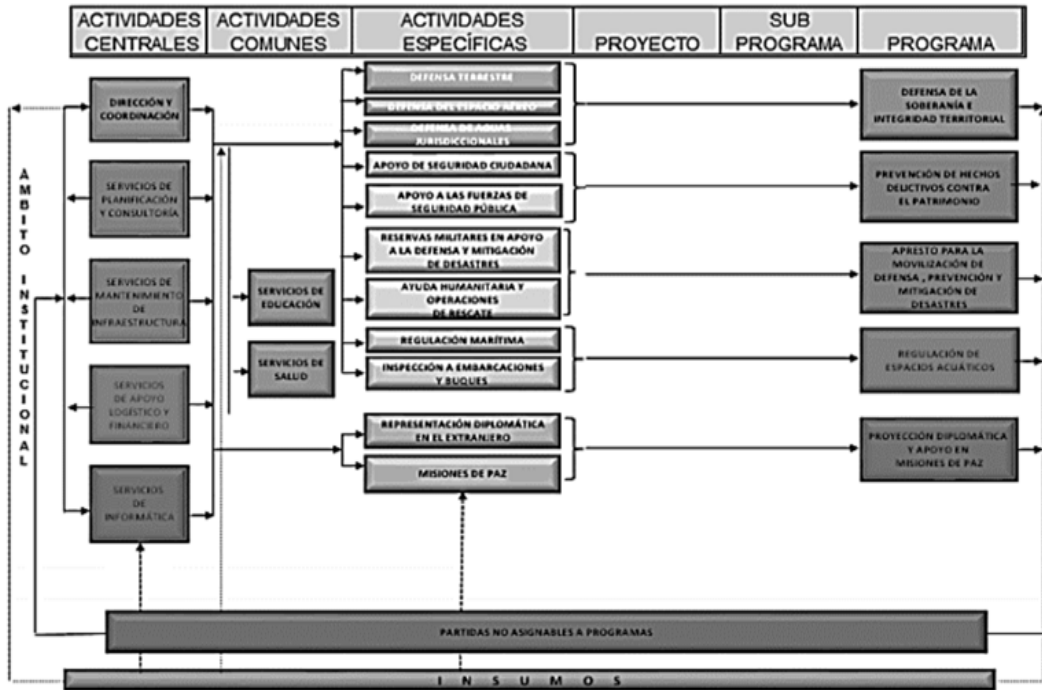 ACTIVIDADES
CENTRALES
ACTIVIDADES
COMUNES
ACTIVIDADES
ESPECÍFICAS
PROYECTO
SUB
PROGRAMA
PROGRAMA
ÁMBITO INSTITUCIONAL
DIRECCIÓN Y
COORDINACIÓN
SERVICIOS DE
PLANIFICACIÓN
Y CONSULTORÍA
SERVICIOS
DE
MANTENIMIENTO
DE
INFRAESTRUCTURA
SERVICIOS
DE APOYO
LOGÍSTICO Y
FINANCIERO
SERVICIOS
DE
INFORMÁTICA
SERVICIOS DE
EDUCACIÓN
SERVICIOS DE
SALUD
DEFENSA TERRESTRE
DEFENSA DEL ESPACIO AÉREO
DEFENSA DE AGUAS
JURISDICCIONALES
APOYO DE SEGURIDAD CIUDADANA
APOYO A LAS FUERZAS DE
SEGURIDAD PÚBLICA
RESERVAS MILITARES EN APOYO
A LA DEFENSA Y MITIGACIÓN
DE DESASTRES
AYUDA HUMANITARIA Y
OPERACIONES
DE RESCATE
REGULACIÓN MARÍTIMA
INSPECCIÓN A EMBARCACIONES
Y BUQUES
REPRESENTACIÓN DIPLOMÁTICA
EN EL EXTRANJERO
MISIONES DE PAZ
DEFENSA DE LA
SOBERANÍA E
INTEGRIDAD TERRITORIAL
PREVENCIÓN DE HECHOS
DELICTIVOS CONTRA
EL PATRIMONIO
APRESTO PARA LA
MOVILIZACIÓN DE
DEFENSA , PREVENCIÓN Y
MITIGACIÓN DE
DESASTRES
REGULACIÓN DE
ESPACIOS ACUÁTICOS
PROYECCIÓN DIPLOMÁTICA
Y APOYO EN
MISIONES DE PAZ
PARTIDAS NO ASIGNABLES A PROGRAMAS
INSUMOS